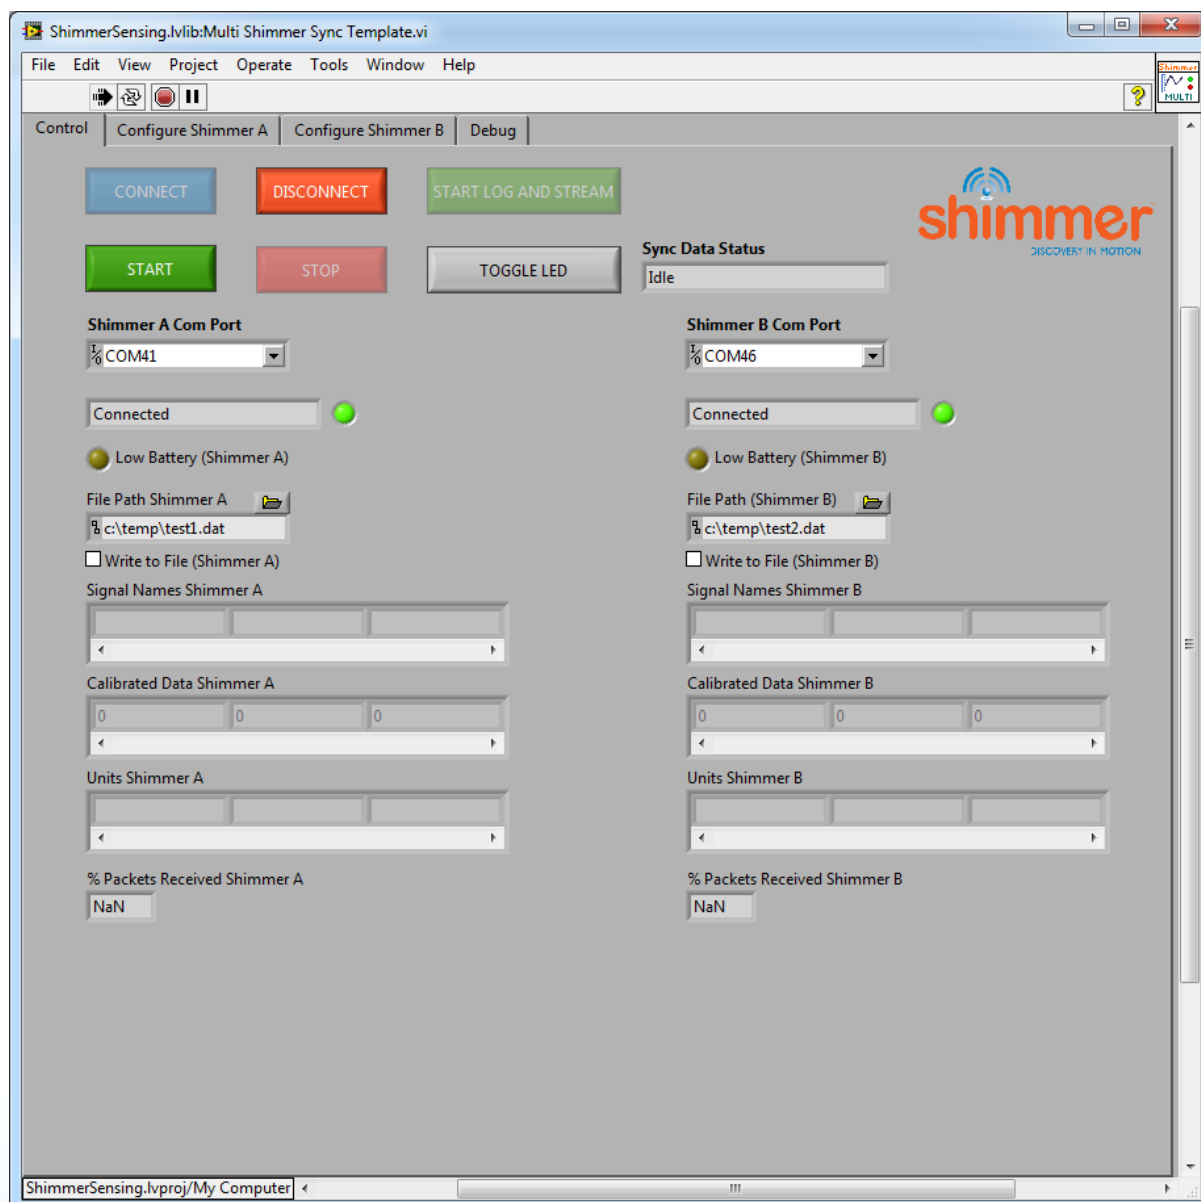 ShimmerSensing.lvlib:Multi Shimmer Sync Template.vi
File Edit View Project Operate Tools Window Help
Shimmer
MULTI
Control Configure Shimmer A Configure Shimmer B Debug
CONNECT DISCONNECT START LOG AND STREAM
shimmer
DISCOVERY IN MOTION
START STOP TOGGLE LED
Sync Data Status
Idle
Shimmer A Com Port Shimmer B Com Port
COM41 COM46
Connected Connected
Low Battery (Shimmer A) Low Battery (Shimmer B)
File Path Shimmer A File Path (Shimmer B)
c:\temp\test1.dat c:\temp\test2.dat
Write to File (Shimmer A) Write to File (Shimmer B)
Signal Names Shimmer A Signal Names Shimmer B
Calibrated Data Shimmer A Calibrated Data Shimmer B
0 0 0 0 0 0
Units Shimmer A Units Shimmer B
% Packets Received Shimmer A % Packets Received Shimmer B
NaN NaN
ShimmerSensing.lvproj/My Computer